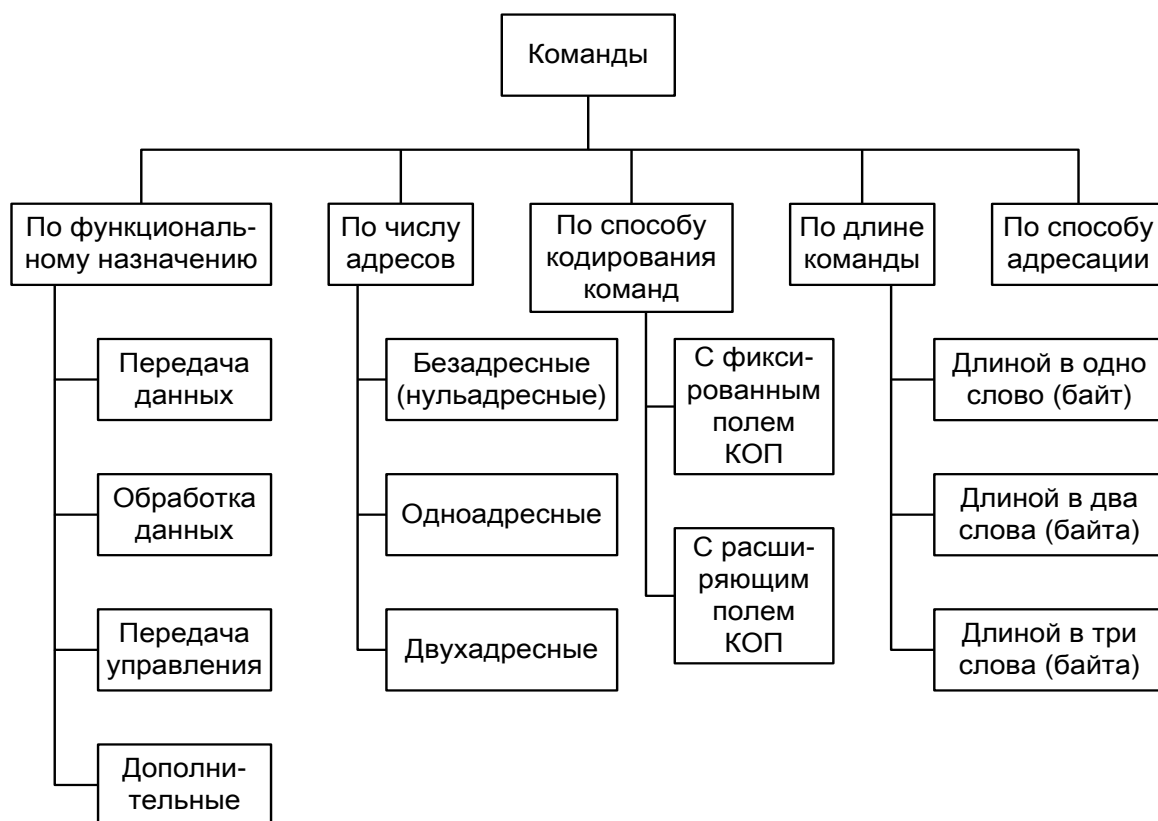 Команды
По функциональ-
ному назначению
По числу
адресов
По способу
кодирования
команд
По длине
команды
По способу
адресации
Передача
данных
Обработка
данных
Передача
управления
Дополни-
тельные
Безадресные
(нульадресные)
Одноадресные
Двухадресные
С фикси-
рованным
полем
КОП
С расши-
ряющим
полем
КОП
Длиной в одно
слово (байт)
Длиной в два
слова (байта)
Длиной в три
слова (байта)